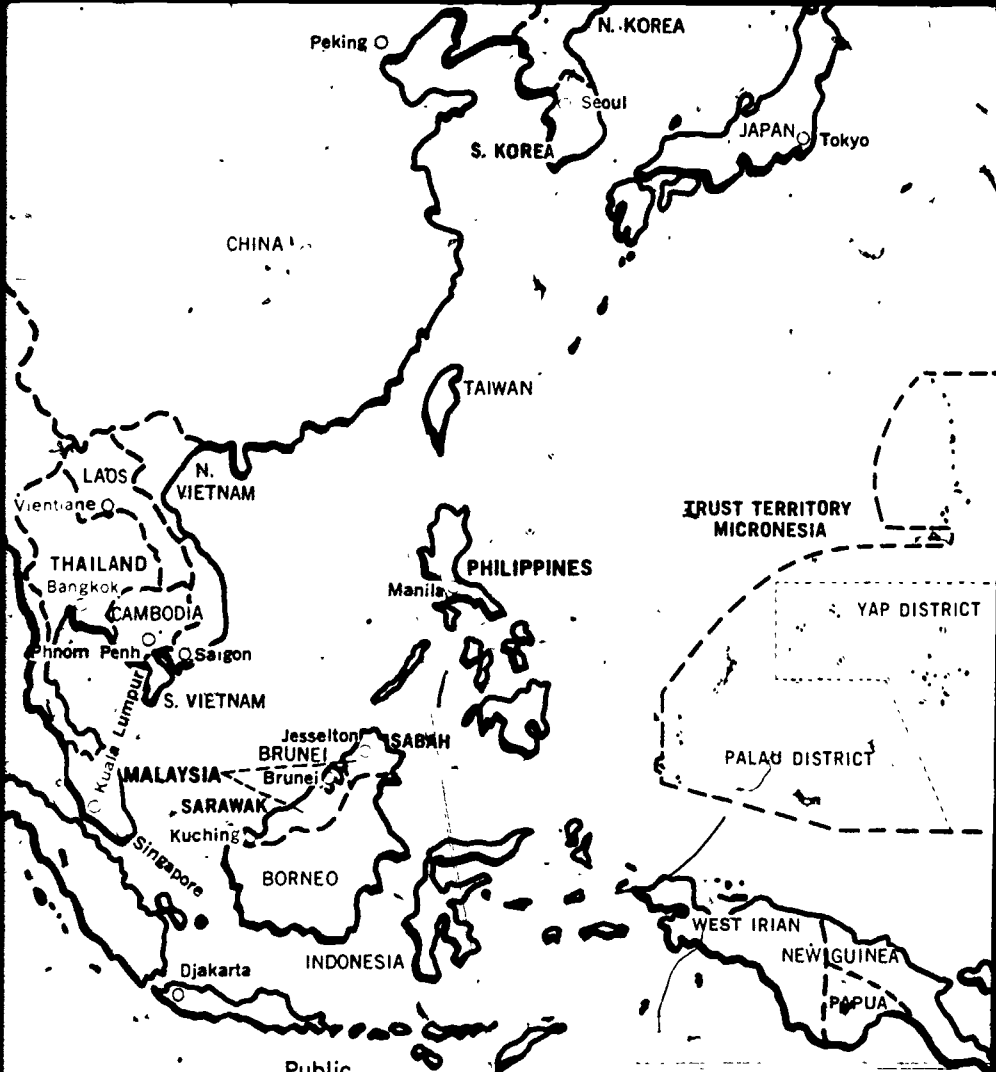 N. KOREA
Peking
Seoul
JAPAN
Tokyo
S. KOREA
CHINA
TAIWAN
LAOS
N.
VIETNAM
Vientiane
TRUST TERRITORY
MICRONESIA
THAILAND
PHILIPPINES
Bangkok
Manila
CAMBODIA
YAP DISTRICT
Phnom Penh
Saigon
S. VIETNAM
Kuala Lumpur
Jesselton
SABAH
BRUNEI
PALAU DISTRICT
MALAYSIA
Brunei
SARAWAK
Kuching
Singapore
BORNEO
WEST IRIAN
INDONESIA
NEW GUINEA
Djakarta
PAPUA
Public